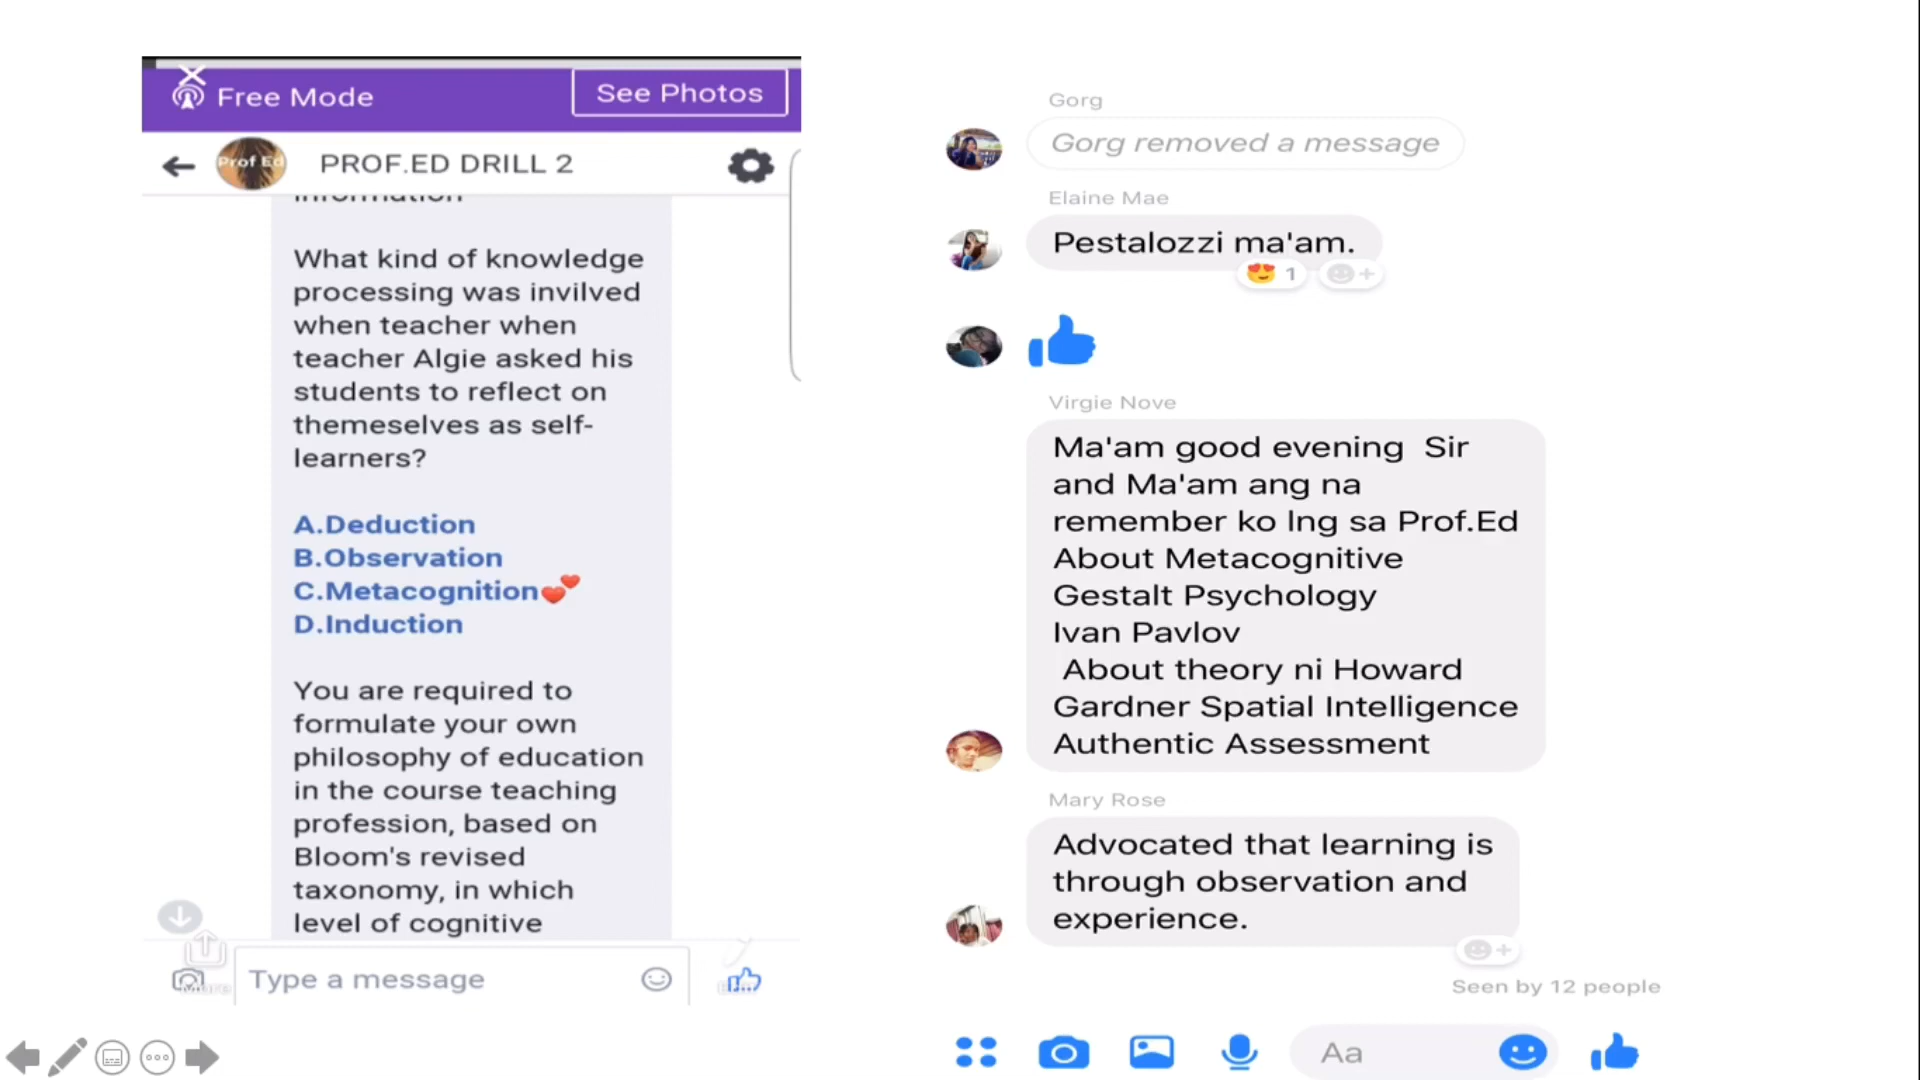 Free Mode
See Photos
Prof Ed
PROF.ED DRILL 2
information
What kind of knowledge
processing was invilved
when teacher when
teacher Algie asked his
students to reflect on
themeselves as self-
learners?
A.Deduction
B.Observation
C.Metacognition
D.Induction
You are required to
formulate your own
philosophy of education
in the course teaching
profession, based on
Bloom's revised
taxonomy, in which
level of cognitive
Type a message
More
Gorg
Gorg removed a message
Elaine Mae
Pestalozzi ma'am.
1
Virgie Nove
Ma'am good evening Sir
and Ma'am ang na
remember ko lng sa Prof.Ed
About Metacognitive
Gestalt Psychology
Ivan Pavlov
About theory ni Howard
Gardner Spatial Intelligence
Authentic Assessment
Mary Rose
Advocated that learning is
through observation and
experience.
Seen by 12 people
Aa